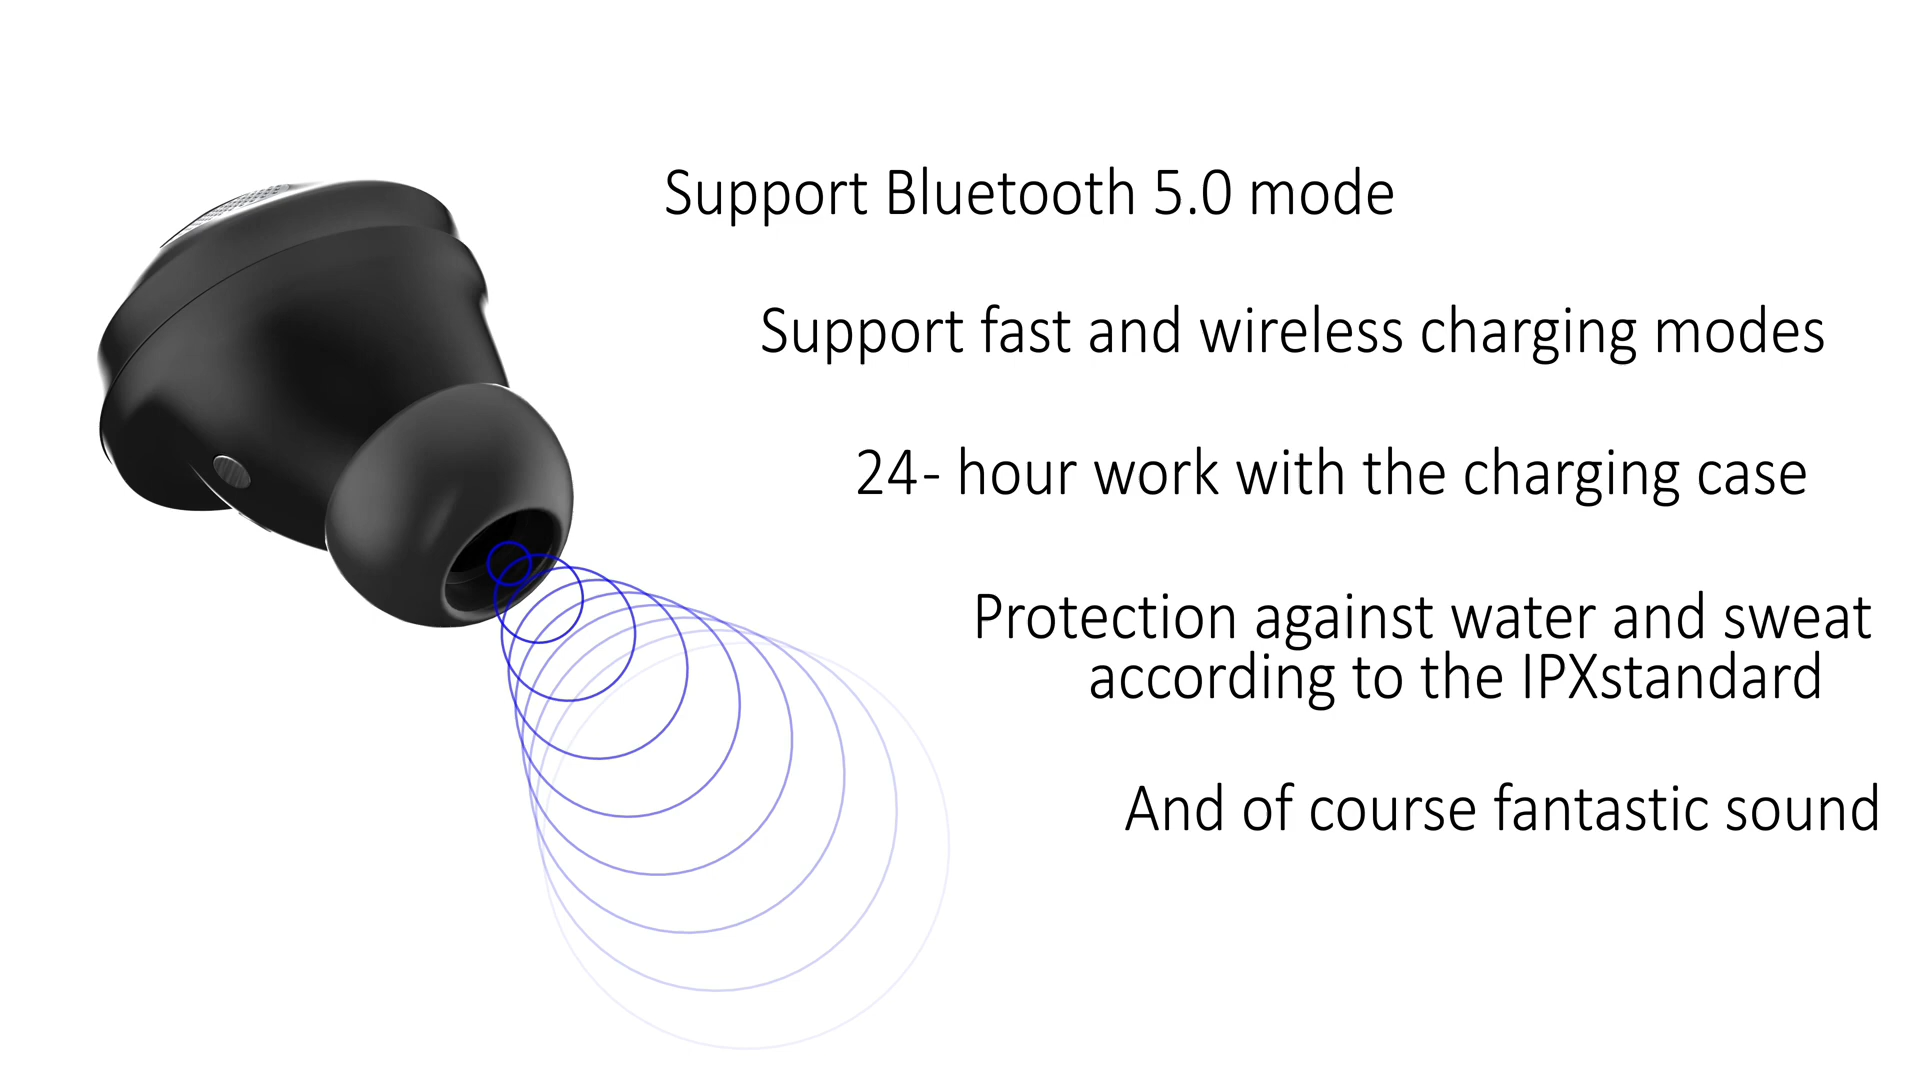 Support Bluetooth 5.0 mode
Support fast and wireless charging modes
24- hour work with the charging case
Protection against water and sweat
according to the IPXstandard
And of course fantastic sound